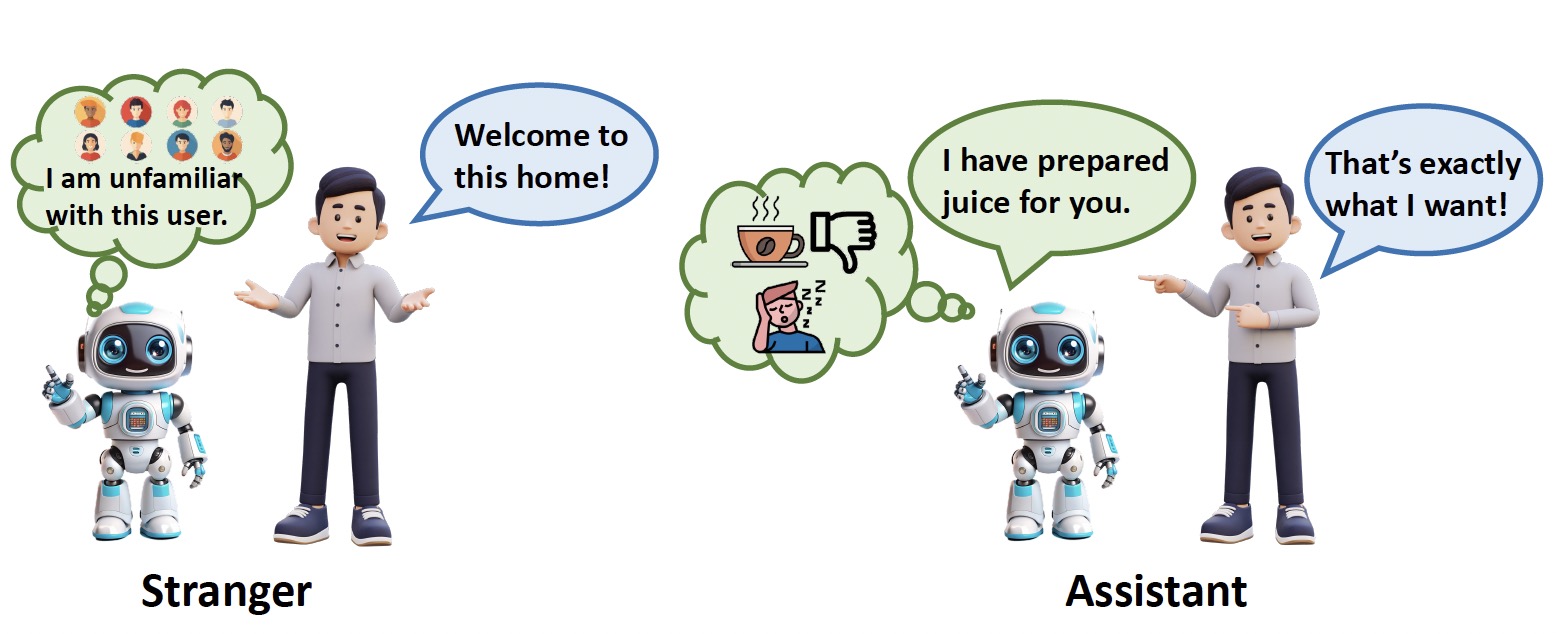 I am unfamiliar
with this user.
Welcome to
this home!
I have prepared
juice for you.
That's exactly
what I want!
Stranger
Assistant